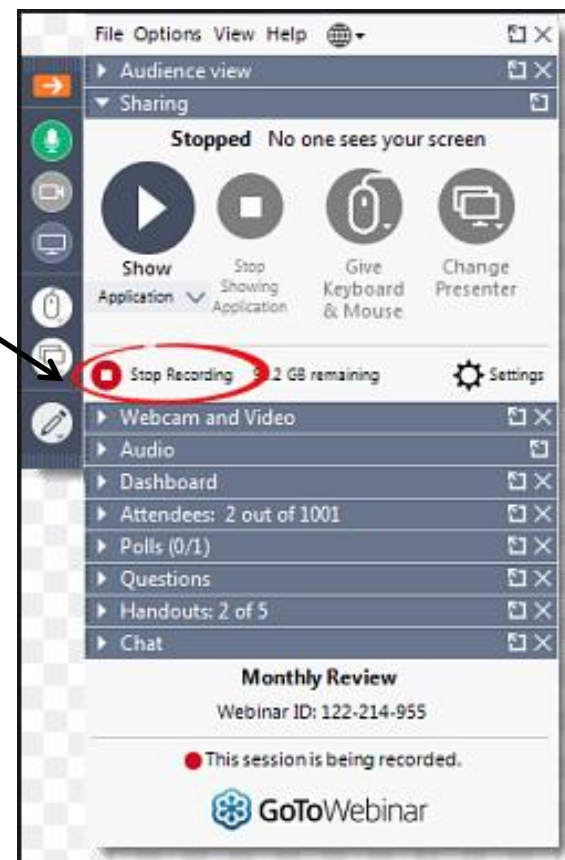 File Options View Help
Audience view
Sharing
Stopped No one sees your screen
Show
Application
Stop Showing Application
Give Keyboard & Mouse
Change Presenter
Stop Recording .2 GB remaining
Settings
Webcam and Video
Audio
Dashboard
Attendees: 2 out of 1001
Polls (0/1)
Questions
Handouts: 2 of 5
Chat
Monthly Review
Webinar ID: 122-214-955
This session is being recorded.
GoToWebinar